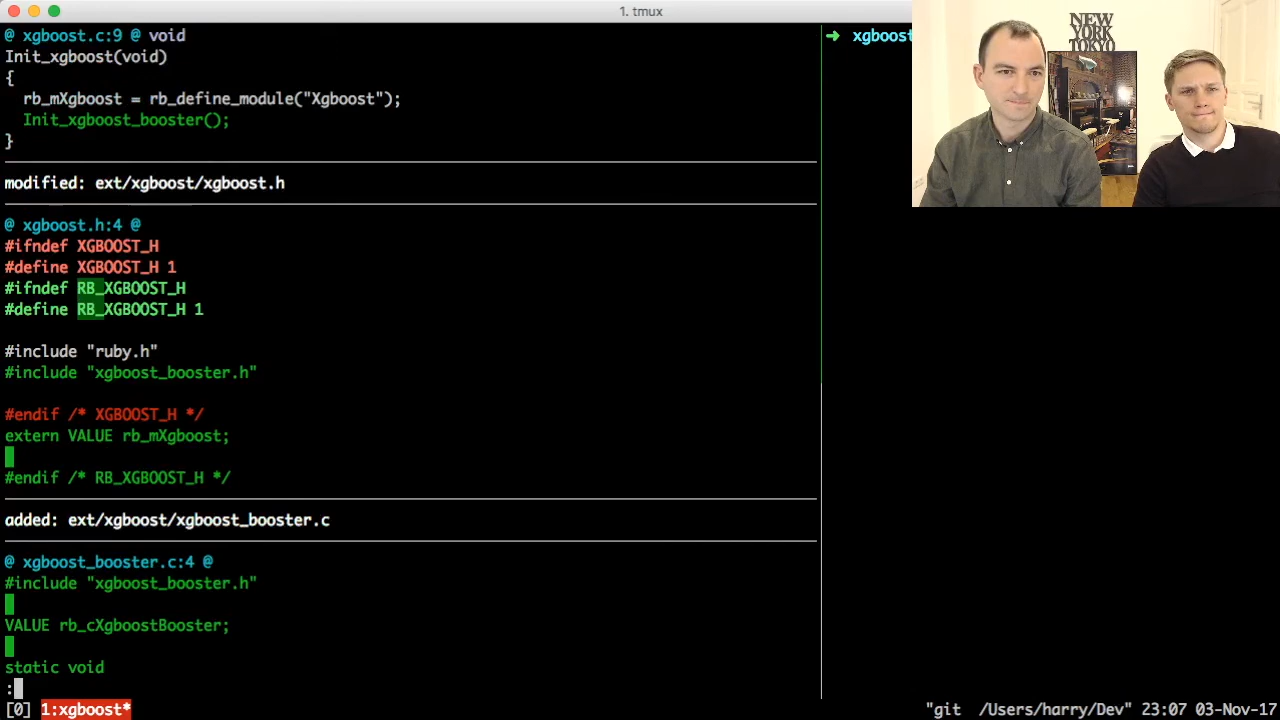 1. tmux
@ xgboost.c:9 @ void
Init_xgboost(void)
{
rb_mXgboost = rb_define_module("Xgboost");
Init_xgboost_booster();
}
modified: ext/xgboost/xgboost.h
@ xgboost.h:4 @
#ifndef XGBOOST_H
#define XGBOOST_H 1
#ifndef RB_XGBOOST_H
#define RB_XGBOOST_H 1
#include "ruby.h"
#include "xgboost_booster.h"
#endif /* XGBOOST_H */
extern VALUE rb_mXgboost;
#endif /* RB_XGBOOST_H */
added: ext/xgboost/xgboost_booster.c
@ xgboost_booster.c:4 @
#include "xgboost_booster.h"
VALUE rb_cXgboostBooster;
static void
:
➜ xgboost
NEW
YORK
TOKYO
[0] 1:xgboost* "git /Users/harry/Dev" 23:07 03-Nov-17